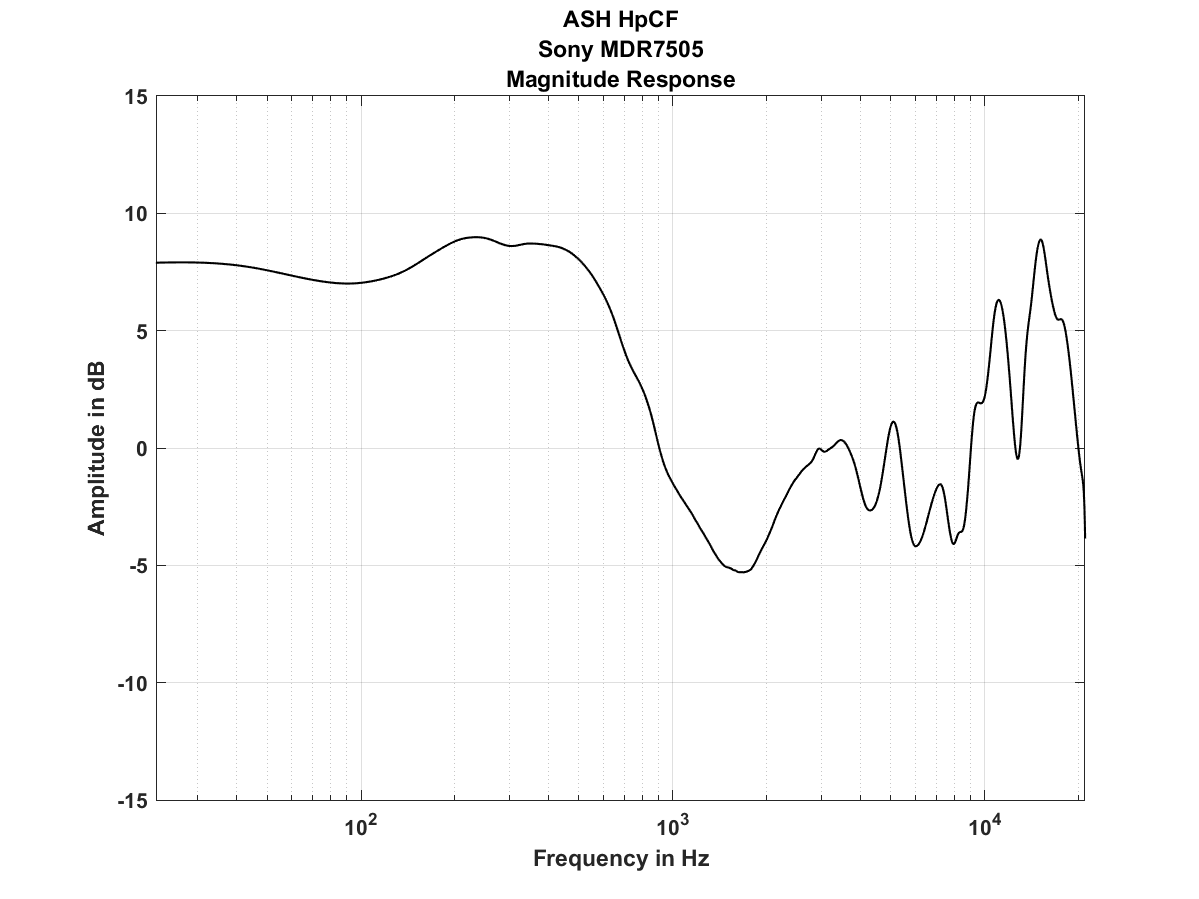 ASH HpCF
Sony MDR7505
Magnitude Response
15
10
5
0
-5
-10
-15
Amplitude in dB
10²
10³
10⁴
Frequency in Hz